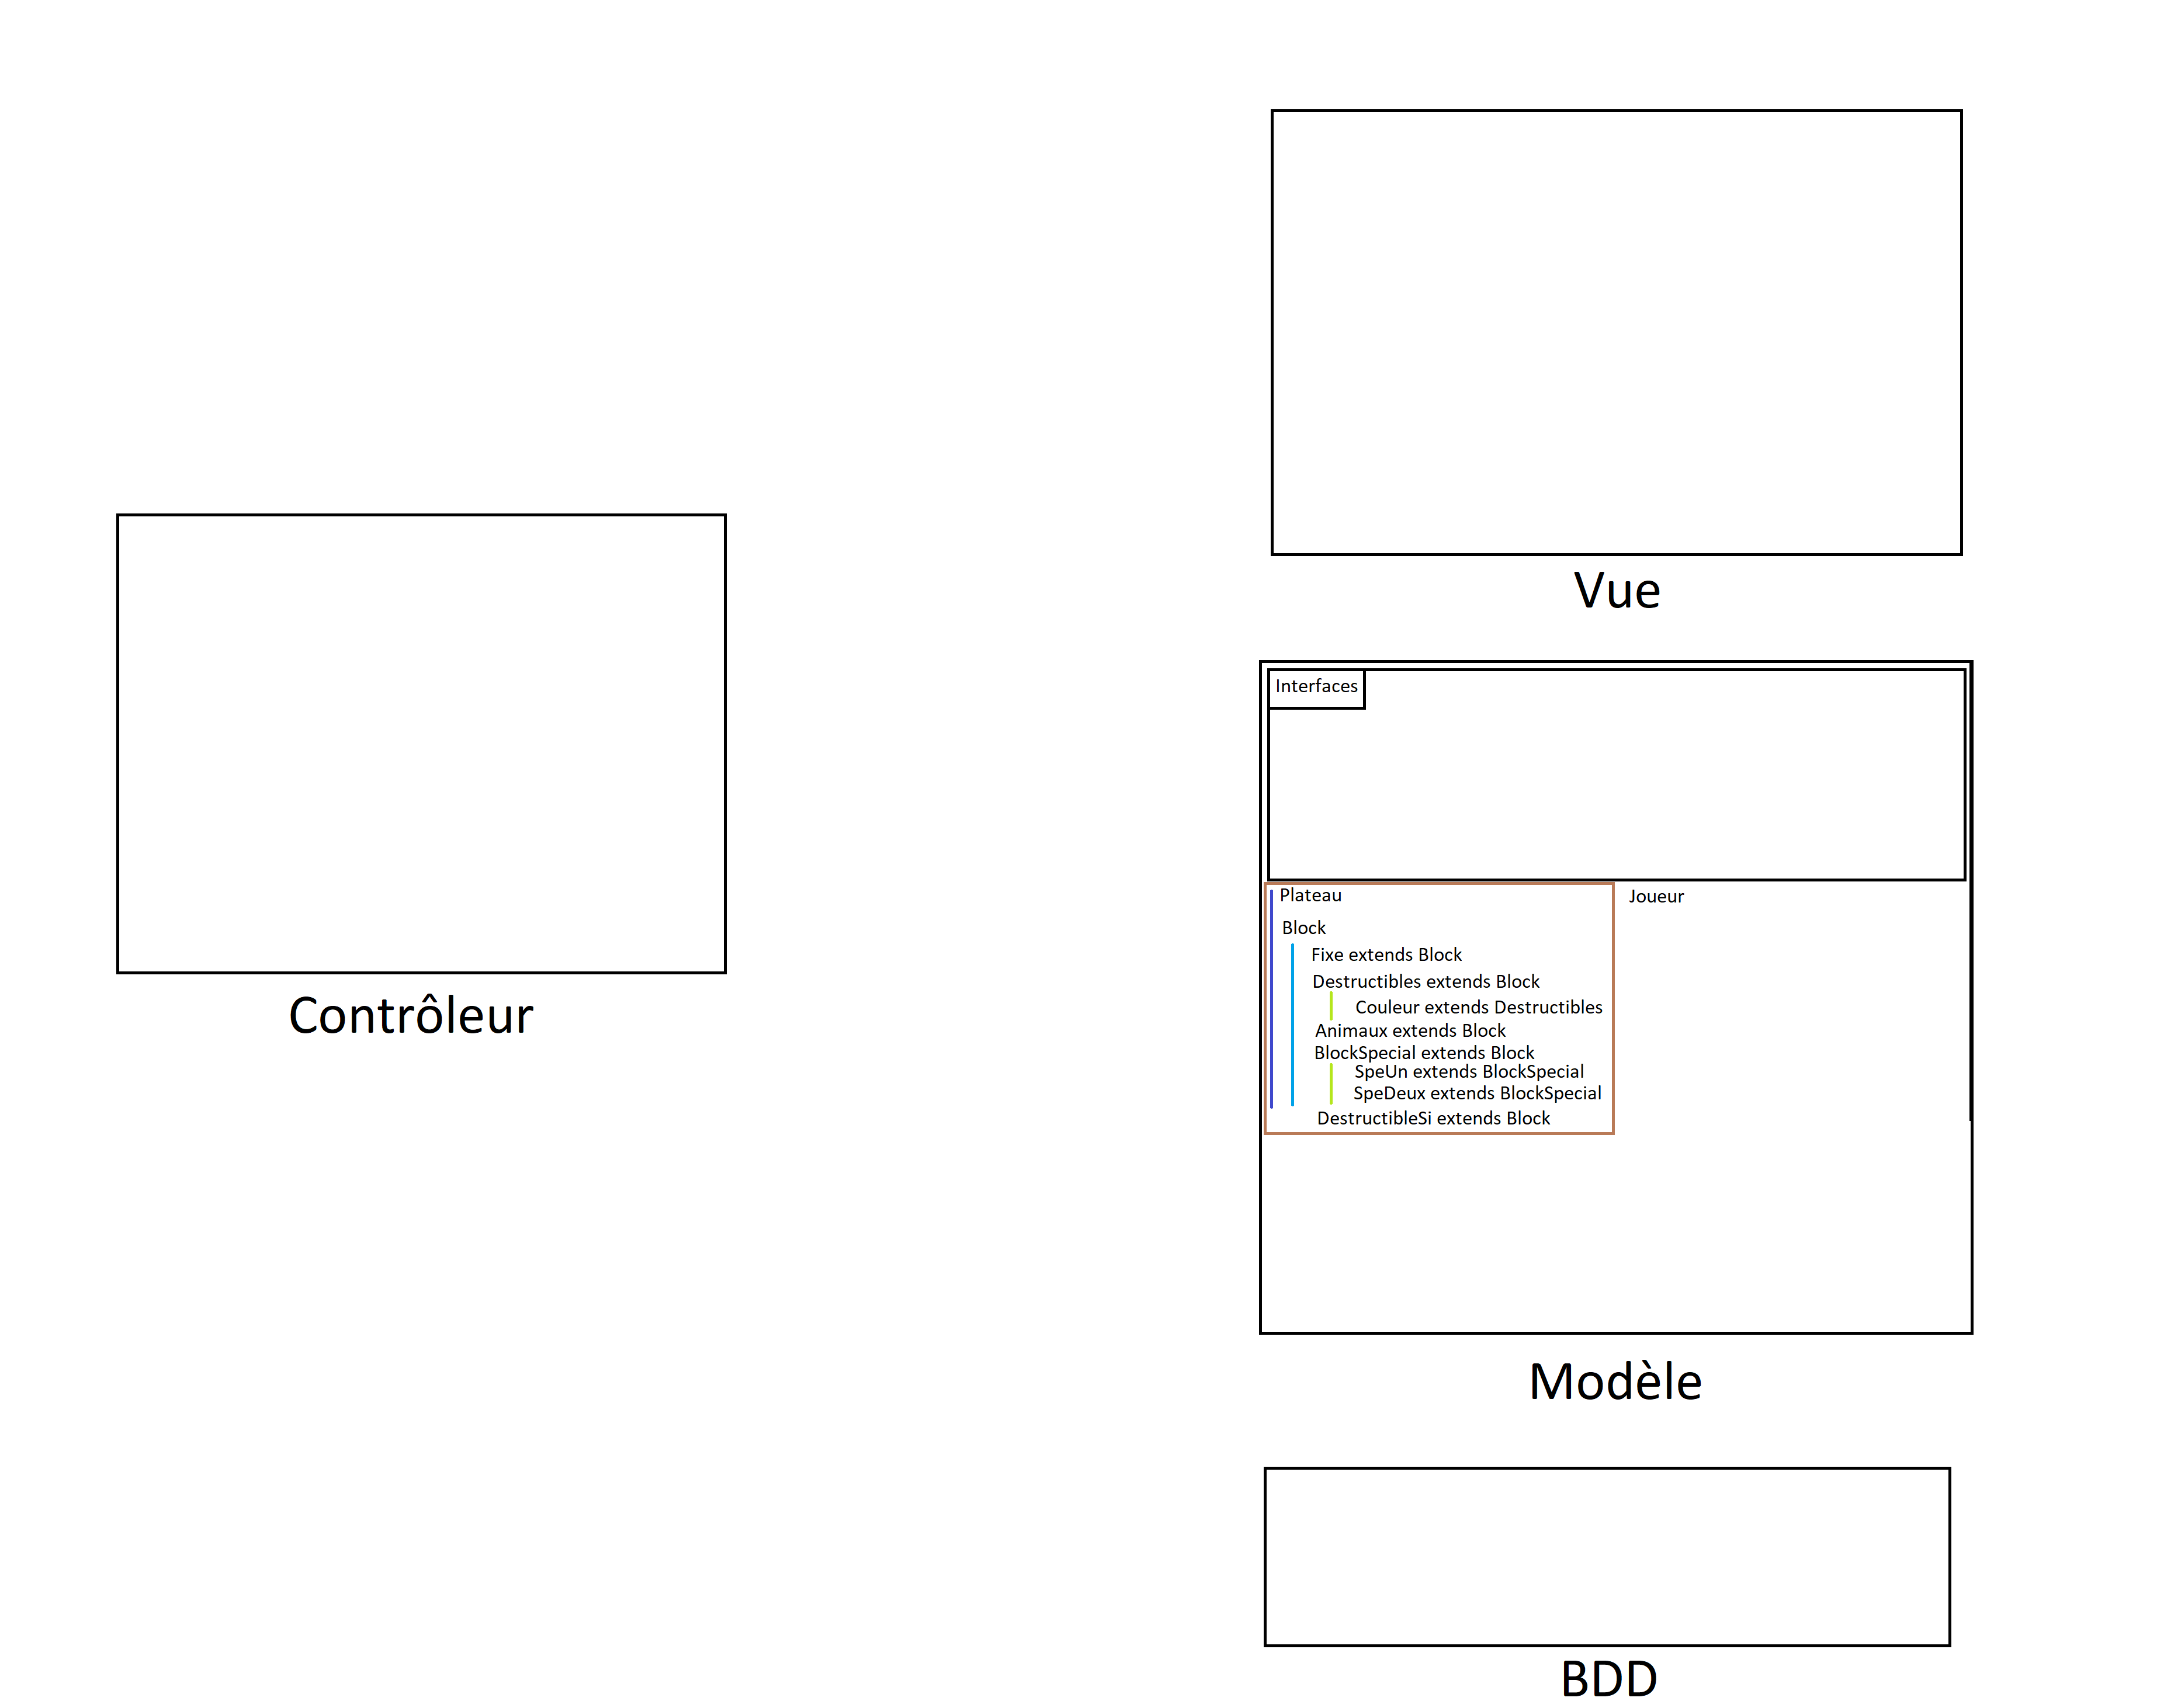 Vue
Interfaces
Plateau
Joueur
Block
Fixe extends Block
Destructibles extends Block
Couleur extends Destructibles
Animaux extends Block
BlockSpecial extends Block
SpeUn extends BlockSpecial
SpeDeux extends BlockSpecial
DestructibleSi extends Block
Contrôleur
Modèle
BDD